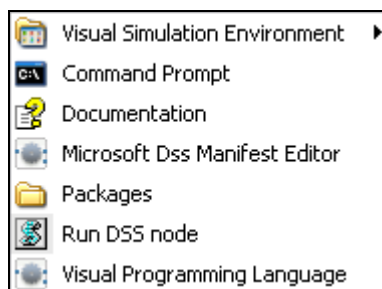 Visual Simulation Environment
C:\
Command Prompt
Documentation
Microsoft Dss Manifest Editor
Packages
Run DSS node
Visual Programming Language